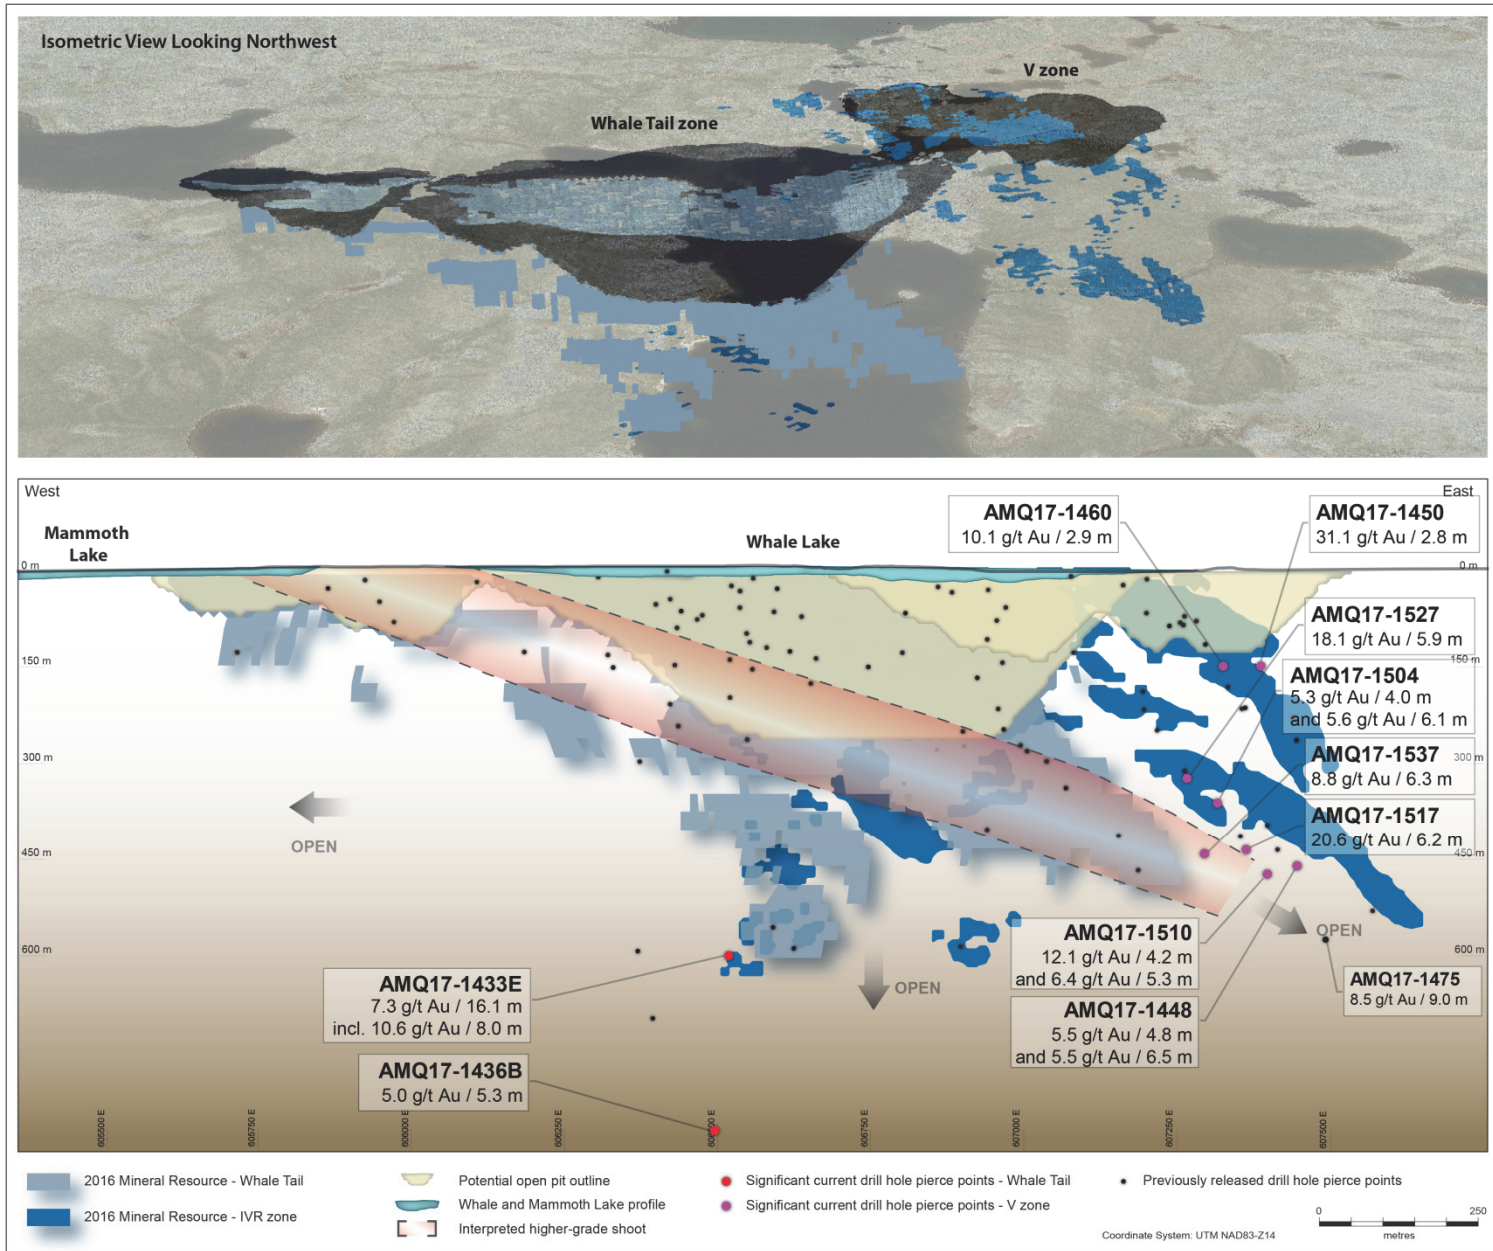 Isometric View Looking Northwest
V zone
Whale Tail zone
West
East
Mammoth
Lake
Whale Lake
AMQ17-1460
10.1 g/t Au / 2.9 m
AMQ17-1450
31.1 g/t Au / 2.8 m
0 m
0 m
AMQ17-1527
18.1 g/t Au / 5.9 m
150 m
150 m
AMQ17-1504
5.3 g/t Au / 4.0 m
and 5.6 g/t Au / 6.1 m
300 m
300 m
AMQ17-1537
8.8 g/t Au / 6.3 m
OPEN
AMQ17-1517
20.6 g/t Au / 6.2 m
450 m
450 m
AMQ17-1510
12.1 g/t Au / 4.2 m
and 6.4 g/t Au / 5.3 m
OPEN
600 m
600 m
AMQ17-1475
8.5 g/t Au / 9.0 m
AMQ17-1433E
7.3 g/t Au / 16.1 m
incl. 10.6 g/t Au / 8.0 m
OPEN
AMQ17-1448
5.5 g/t Au / 4.8 m
and 5.5 g/t Au / 6.5 m
AMQ17-1436B
5.0 g/t Au / 5.3 m
605500 E
605750 E
606000 E
606250 E
606750 E
607000 E
607250 E
607500 E
2016 Mineral Resource - Whale Tail
2016 Mineral Resource - IVR zone
Potential open pit outline
Whale and Mammoth Lake profile
Interpreted higher-grade shoot
Significant current drill hole pierce points - Whale Tail
Significant current drill hole pierce points - V zone
Previously released drill hole pierce points
Coordinate System: UTM NAD83-Z14
0
250
metres